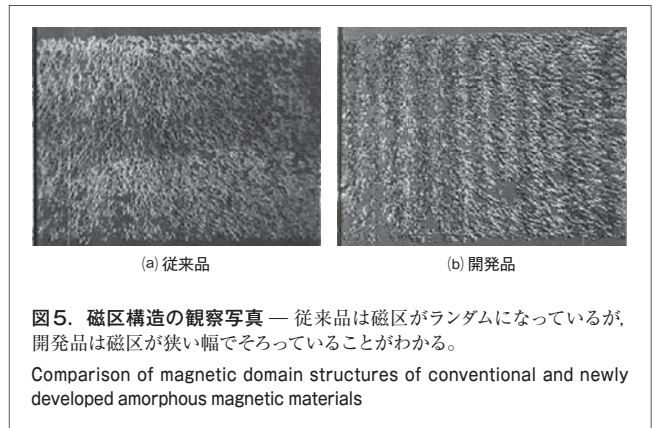 (a) 従来品
(b) 開発品
図5. 磁区構造の観察写真 — 従来品は磁区がランダムになっているが,
開発品は磁区が狭い幅でそろっていることがわかる。
Comparison of magnetic domain structures of conventional and newly
developed amorphous magnetic materials